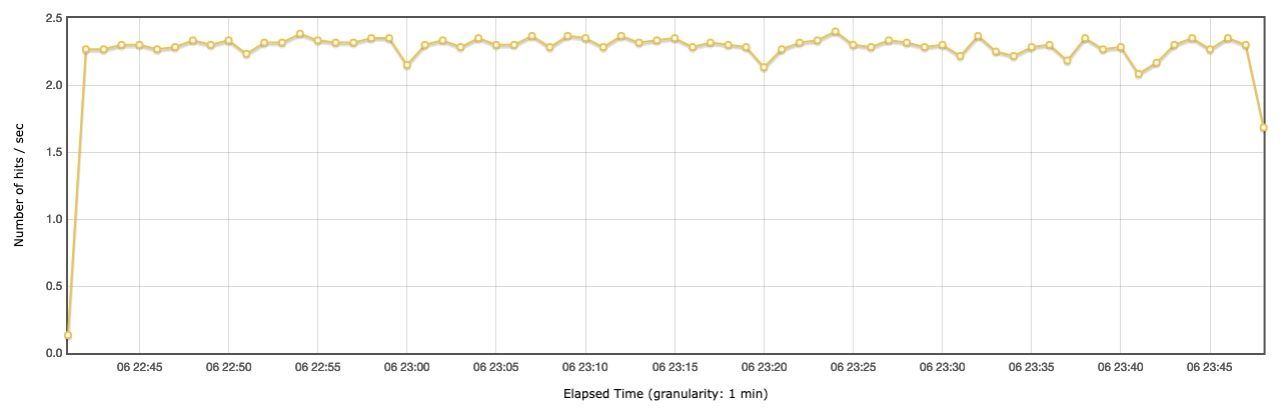 2.5
2.0
1.5
1.0
0.5
0.0
Number of hits / sec
06 22:45 06 22:50 06 22:55 06 23:00 06 23:05 06 23:10 06 23:15 06 23:20 06 23:25 06 23:30 06 23:35 06 23:40 06 23:45
Elapsed Time (granularity: 1 min)